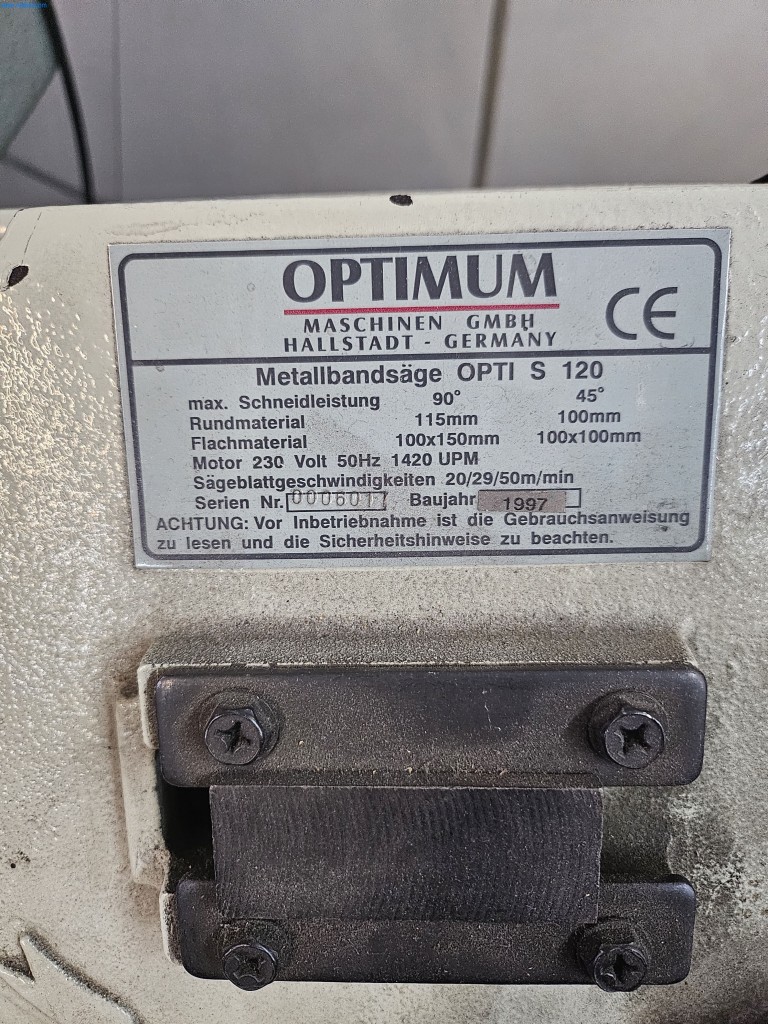 OPTIMUM
MASCHINEN GMBH
HALLSTADT - GERMANY
CE
Metallbandsäge OPTI S 120
max. Schneidleistung 90° 45°
Rundmaterial 115mm 100mm
Flachmaterial 100x150mm 100x100mm
Motor 230 Volt 50Hz 1420 UPM
Sägeblattgeschwindigkeiten 20/29/50m/min
Serien Nr. 0006017 Baujahr 1997
ACHTUNG: Vor Inbetriebnahme ist die Gebrauchsanweisung
zu lesen und die Sicherheitshinweise zu beachten.